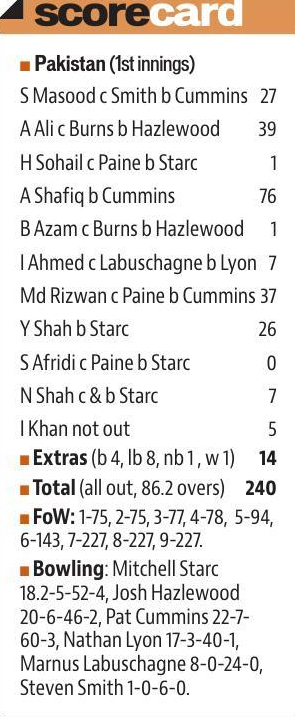 scorecard
Pakistan (1st innings)
S Masood c Smith b Cummins 27
A Ali c Burns b Hazlewood 39
H Sohail c Paine b Starc 1
A Shafiq b Cummins 76
B Azam c Burns b Hazlewood 1
I Ahmed c Labuschagne b Lyon 7
Md Rizwan c Paine b Cummins 37
Y Shah b Starc 26
S Afridi c Paine b Starc 0
N Shah c & b Starc 7
I Khan not out 5
Extras (b 4, lb 8, nb 1, w 1) 14
Total (all out, 86.2 overs) 240
FoW: 1-75, 2-75, 3-77, 4-78, 5-94,
6-143, 7-227, 8-227, 9-227.
Bowling: Mitchell Starc
18.2-5-52-4, Josh Hazlewood
20-6-46-2, Pat Cummins 22-7-
60-3, Nathan Lyon 17-3-40-1,
Marnus Labuschagne 8-0-24-0,
Steven Smith 1-0-6-0.